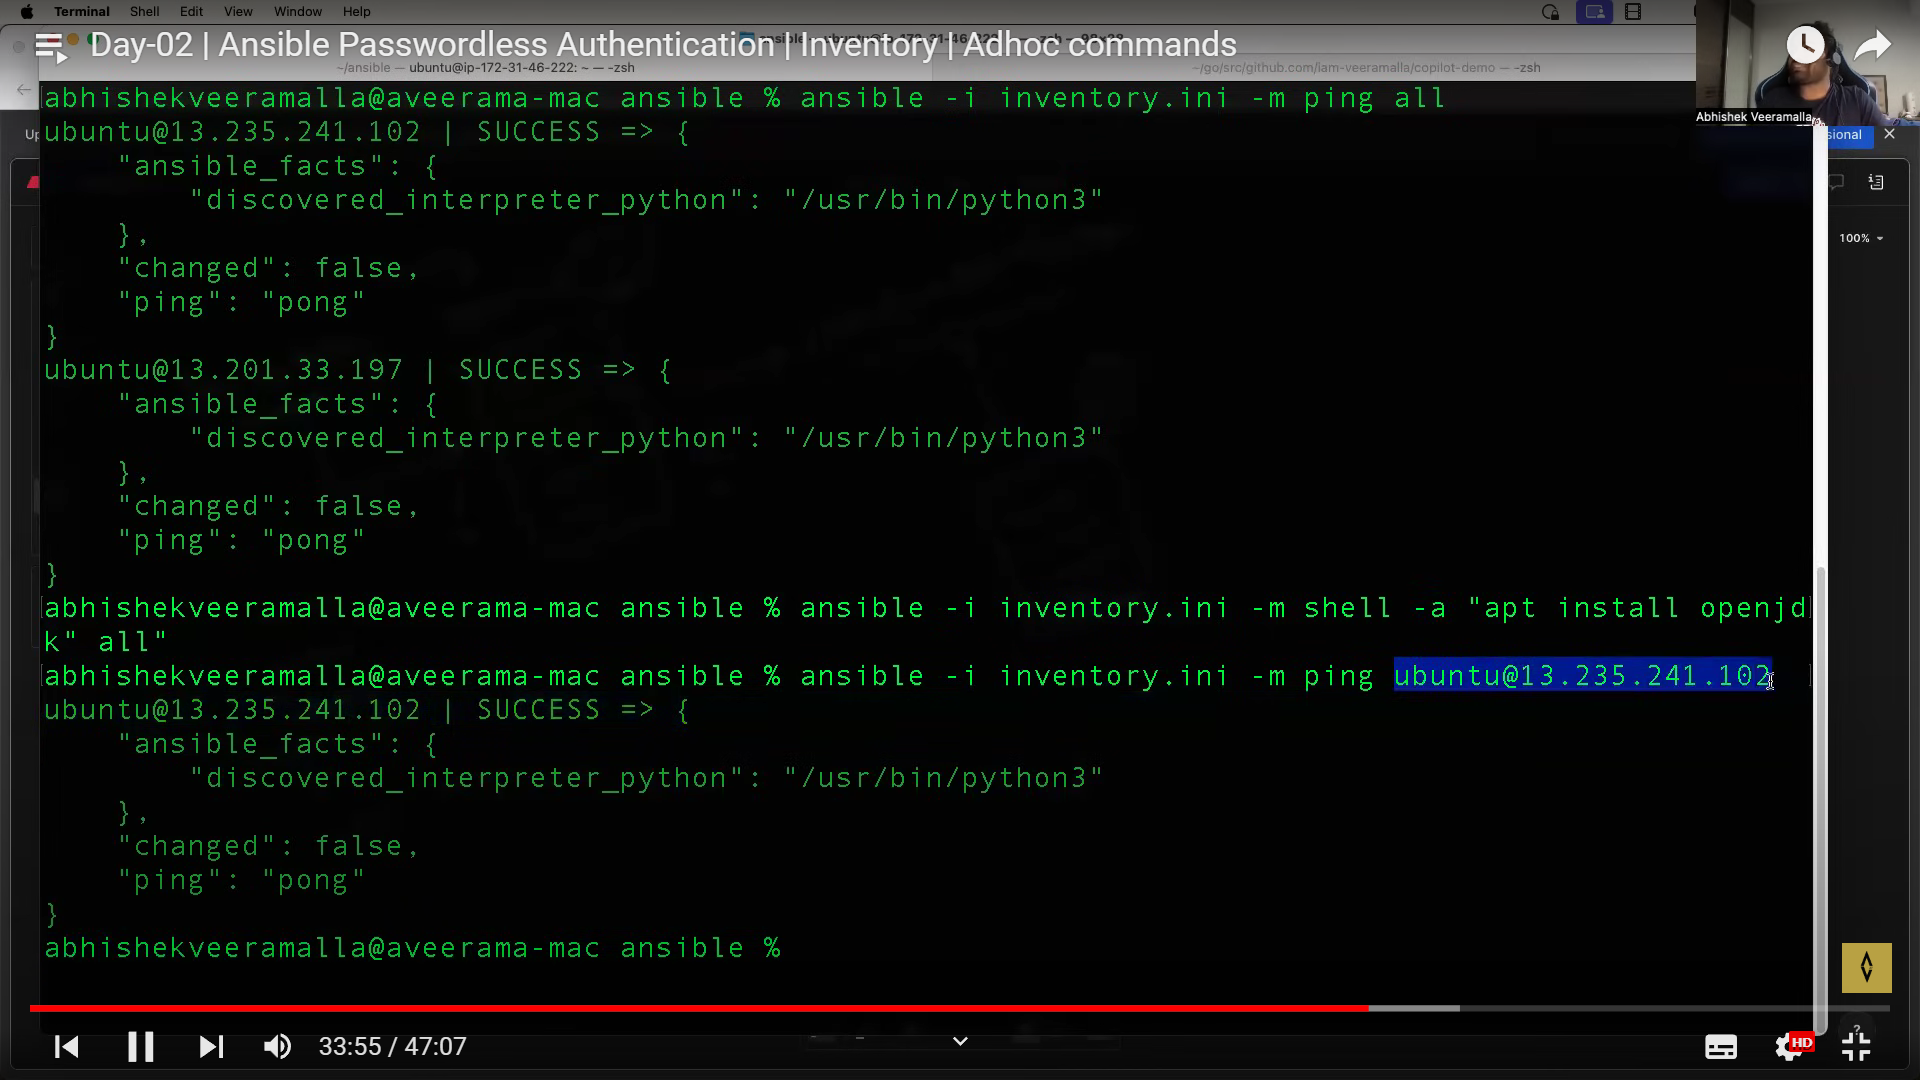 Terminal Shell Edit View Window Help
Day-02 | Ansible Passwordless Authentication | Inventory | Adhoc commands
~/ansible — ubuntu@ip-172-31-46-222: ~ — -zsh
~/go/src/github.com/iam-veeramalla/copilot-demo — -zsh
Abhishek Veeramalla
abhishekveeramalla@aveerama-mac ansible % ansible -i inventory.ini -m ping all
ubuntu@13.235.241.102 | SUCCESS => {
    "ansible_facts": {
        "discovered_interpreter_python": "/usr/bin/python3"
    },
    "changed": false,
    "ping": "pong"
}
ubuntu@13.201.33.197 | SUCCESS => {
    "ansible_facts": {
        "discovered_interpreter_python": "/usr/bin/python3"
    },
    "changed": false,
    "ping": "pong"
}
abhishekveeramalla@aveerama-mac ansible % ansible -i inventory.ini -m shell -a "apt install openjd
k" all"
abhishekveeramalla@aveerama-mac ansible % ansible -i inventory.ini -m ping ubuntu@13.235.241.102
ubuntu@13.235.241.102 | SUCCESS => {
    "ansible_facts": {
        "discovered_interpreter_python": "/usr/bin/python3"
    },
    "changed": false,
    "ping": "pong"
}
abhishekveeramalla@aveerama-mac ansible %
100%
33:55 / 47:07
HD